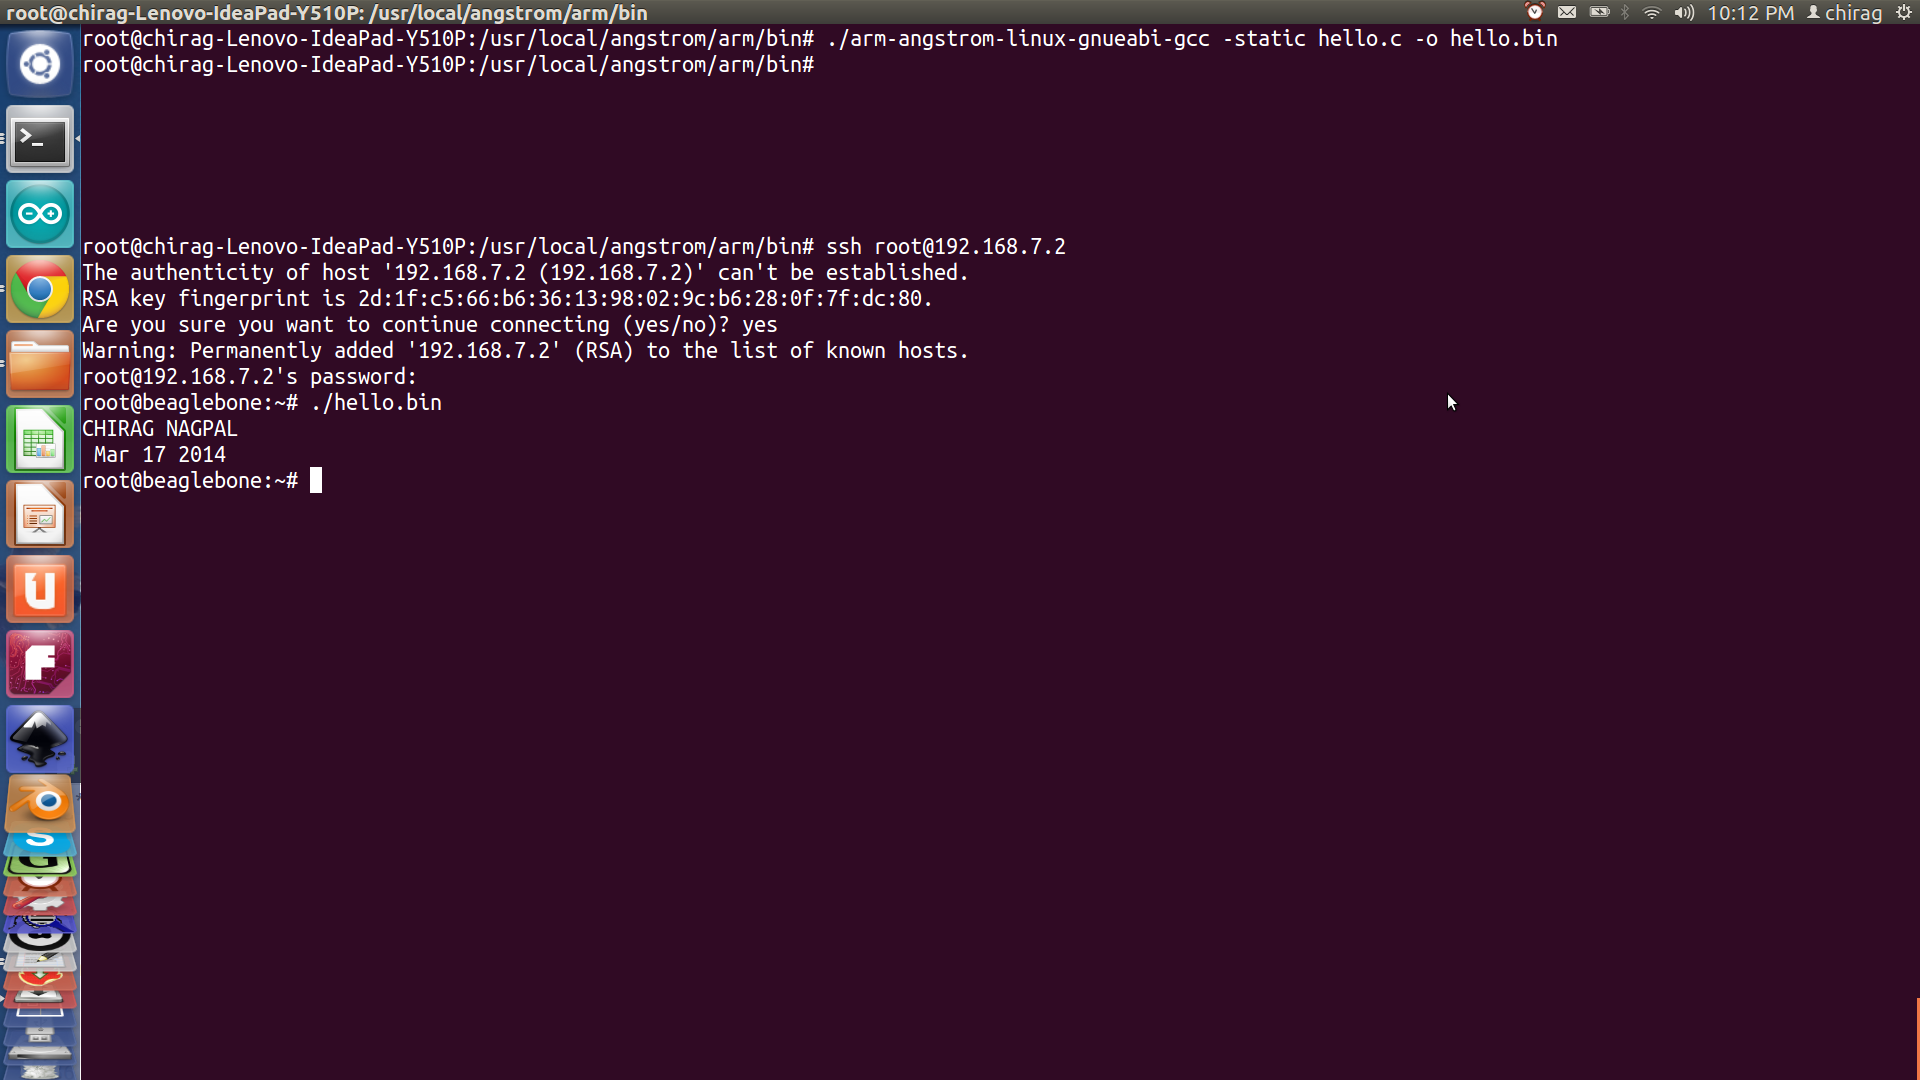 root@chirag-Lenovo-IdeaPad-Y510P: /usr/local/angstrom/arm/bin
10:12 PM chirag
root@chirag-Lenovo-IdeaPad-Y510P:/usr/local/angstrom/arm/bin# ./arm-angstrom-linux-gnueabi-gcc -static hello.c -o hello.bin
root@chirag-Lenovo-IdeaPad-Y510P:/usr/local/angstrom/arm/bin#
root@chirag-Lenovo-IdeaPad-Y510P:/usr/local/angstrom/arm/bin# ssh root@192.168.7.2
The authenticity of host '192.168.7.2 (192.168.7.2)' can't be established.
RSA key fingerprint is 2d:1f:c5:66:b6:36:13:98:02:9c:b6:28:0f:7f:dc:80.
Are you sure you want to continue connecting (yes/no)? yes
Warning: Permanently added '192.168.7.2' (RSA) to the list of known hosts.
root@192.168.7.2's password:
root@beaglebone:~# ./hello.bin
CHIRAG NAGPAL
 Mar 17 2014
root@beaglebone:~#